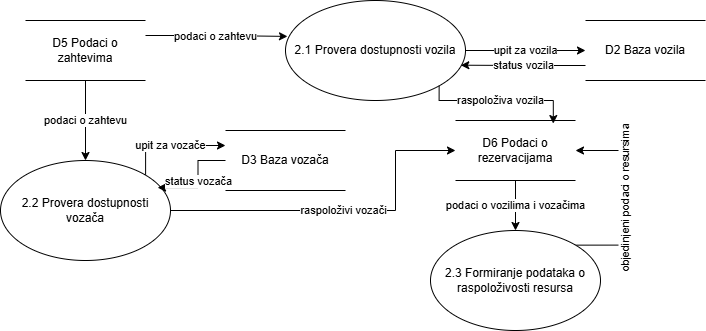 D5 Podaci o
zahtevima
podaci o zahtevu
2.1 Provera dostupnosti vozila
upit za vozila
status vozila
D2 Baza vozila
raspoloživa vozila
podaci o zahtevu
upit za vozače
status vozača
D3 Baza vozača
D6 Podaci o
rezervacijama
objedinjeni podaci o resursima
2.2 Provera dostupnosti
vozača
raspoloživi vozači
podaci o vozilima i vozačima
2.3 Formiranje podataka o
raspoloživosti resursa